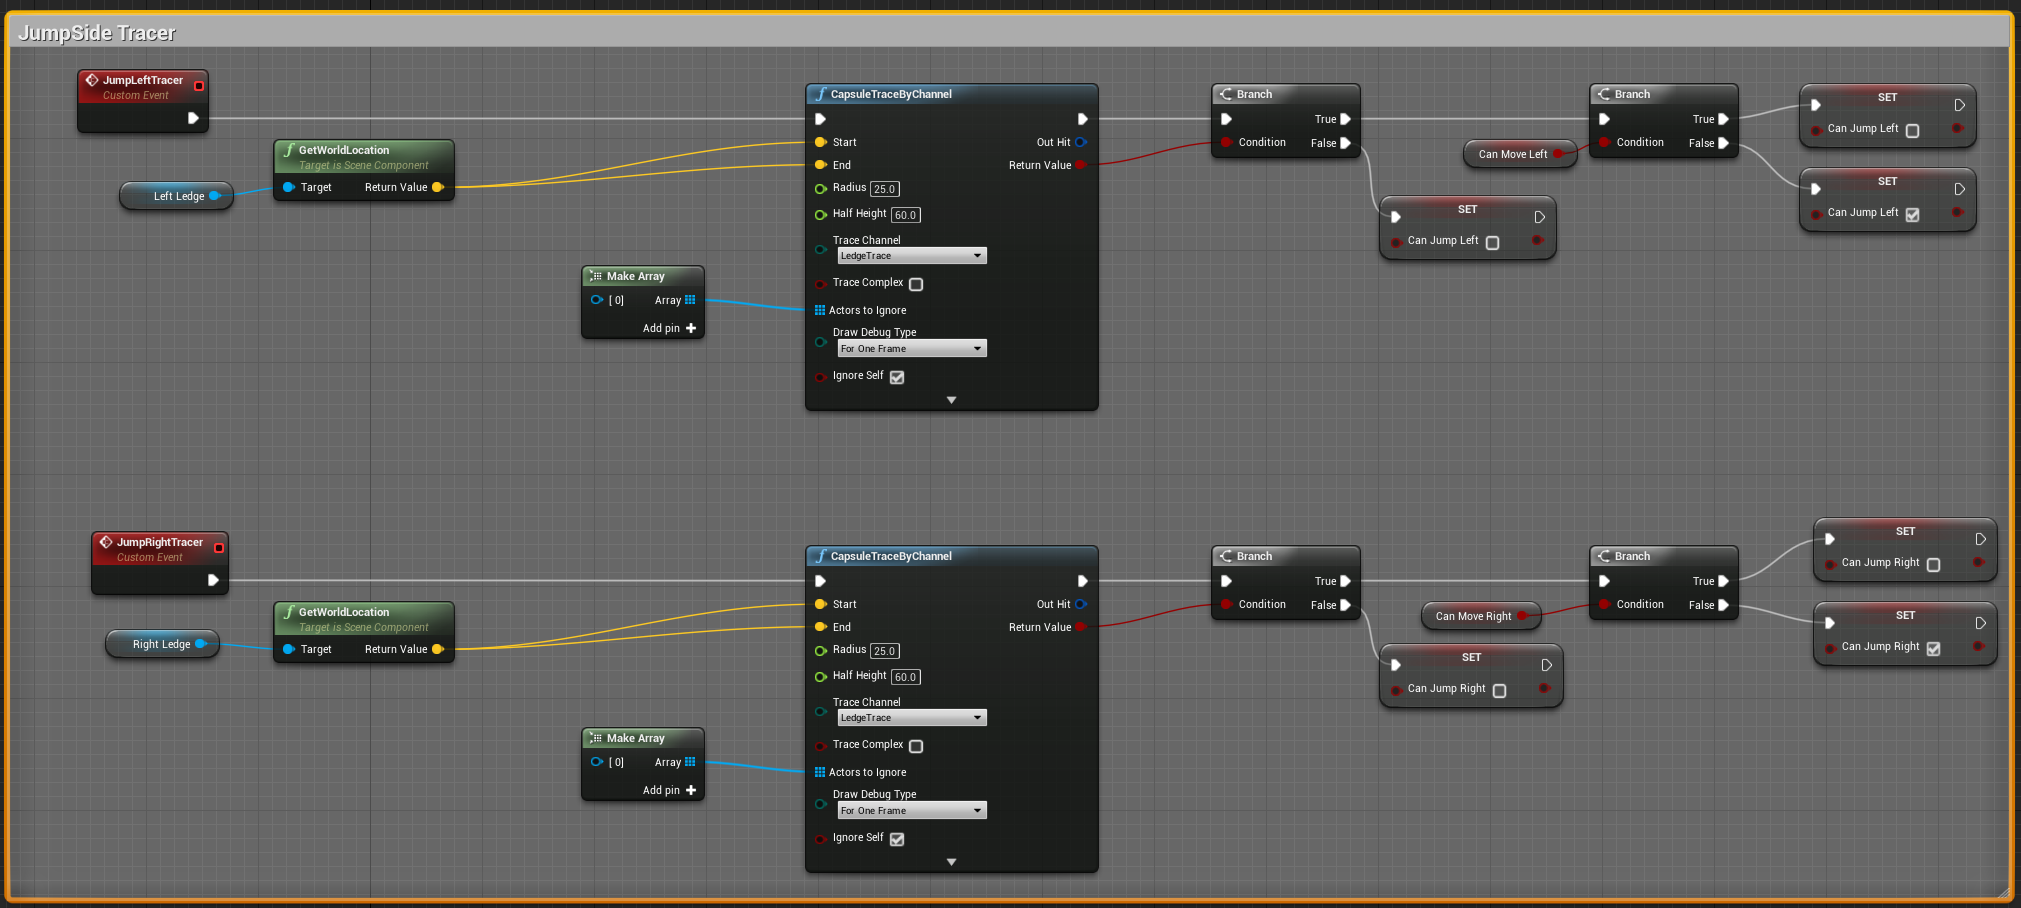 JumpSide Tracer
JumpLeftTracer
Custom Event
Left Ledge
GetWorldLocation
Target is Scene Component
Target Return Value
Make Array
[ 0] Array
Add pin
CapsuleTraceByChannel
Start Out Hit
End Return Value
Radius 25.0
Half Height 60.0
Trace Channel
LedgeTrace
Trace Complex
Actors to Ignore
Draw Debug Type
For One Frame
Ignore Self
Branch
True
Condition False
SET
Can Jump Left
Can Move Left
Branch
True
Condition False
SET
Can Jump Left
SET
Can Jump Left
JumpRightTracer
Custom Event
Right Ledge
GetWorldLocation
Target is Scene Component
Target Return Value
Make Array
[ 0] Array
Add pin
CapsuleTraceByChannel
Start Out Hit
End Return Value
Radius 25.0
Half Height 60.0
Trace Channel
LedgeTrace
Trace Complex
Actors to Ignore
Draw Debug Type
For One Frame
Ignore Self
Branch
True
Condition False
SET
Can Jump Right
Can Move Right
Branch
True
Condition False
SET
Can Jump Right
SET
Can Jump Right